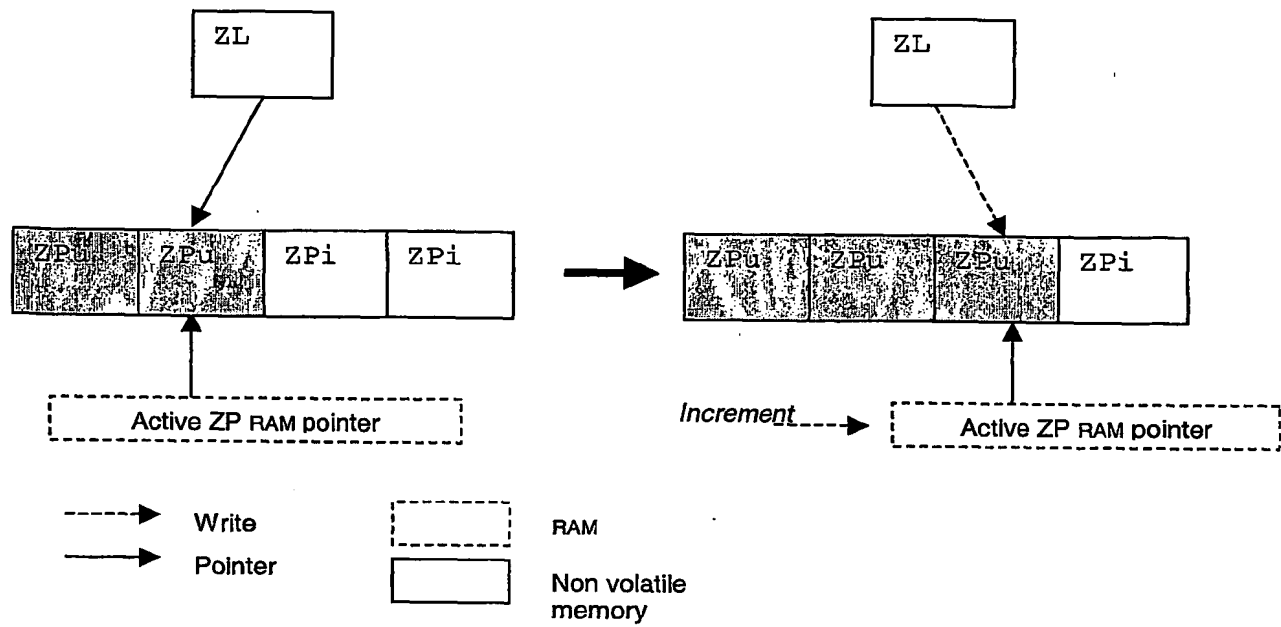 ZL
ZL
ZPu ZPu ZPi ZPi
ZPu ZPu ZPu ZPi
Active ZP RAM pointer
Increment
Active ZP RAM pointer
Write
RAM
Pointer
Non volatile
memory